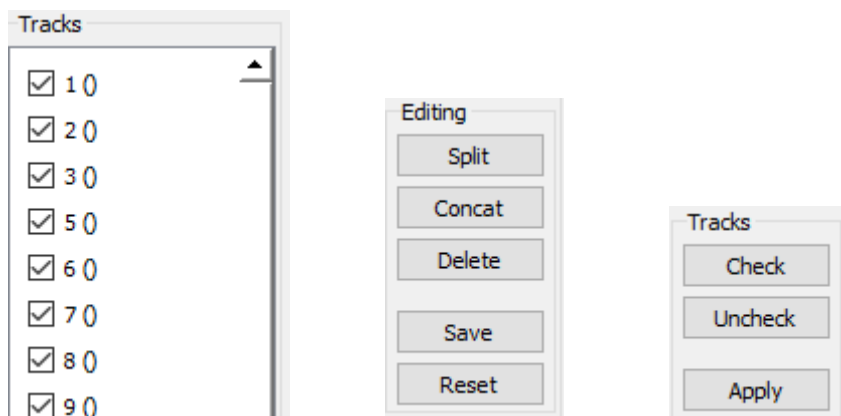 Tracks
1 ()
2 ()
3 ()
5 ()
6 ()
7 ()
8 ()
9 ()
Editing
Split
Concat
Delete
Save
Reset
Tracks
Check
Uncheck
Apply